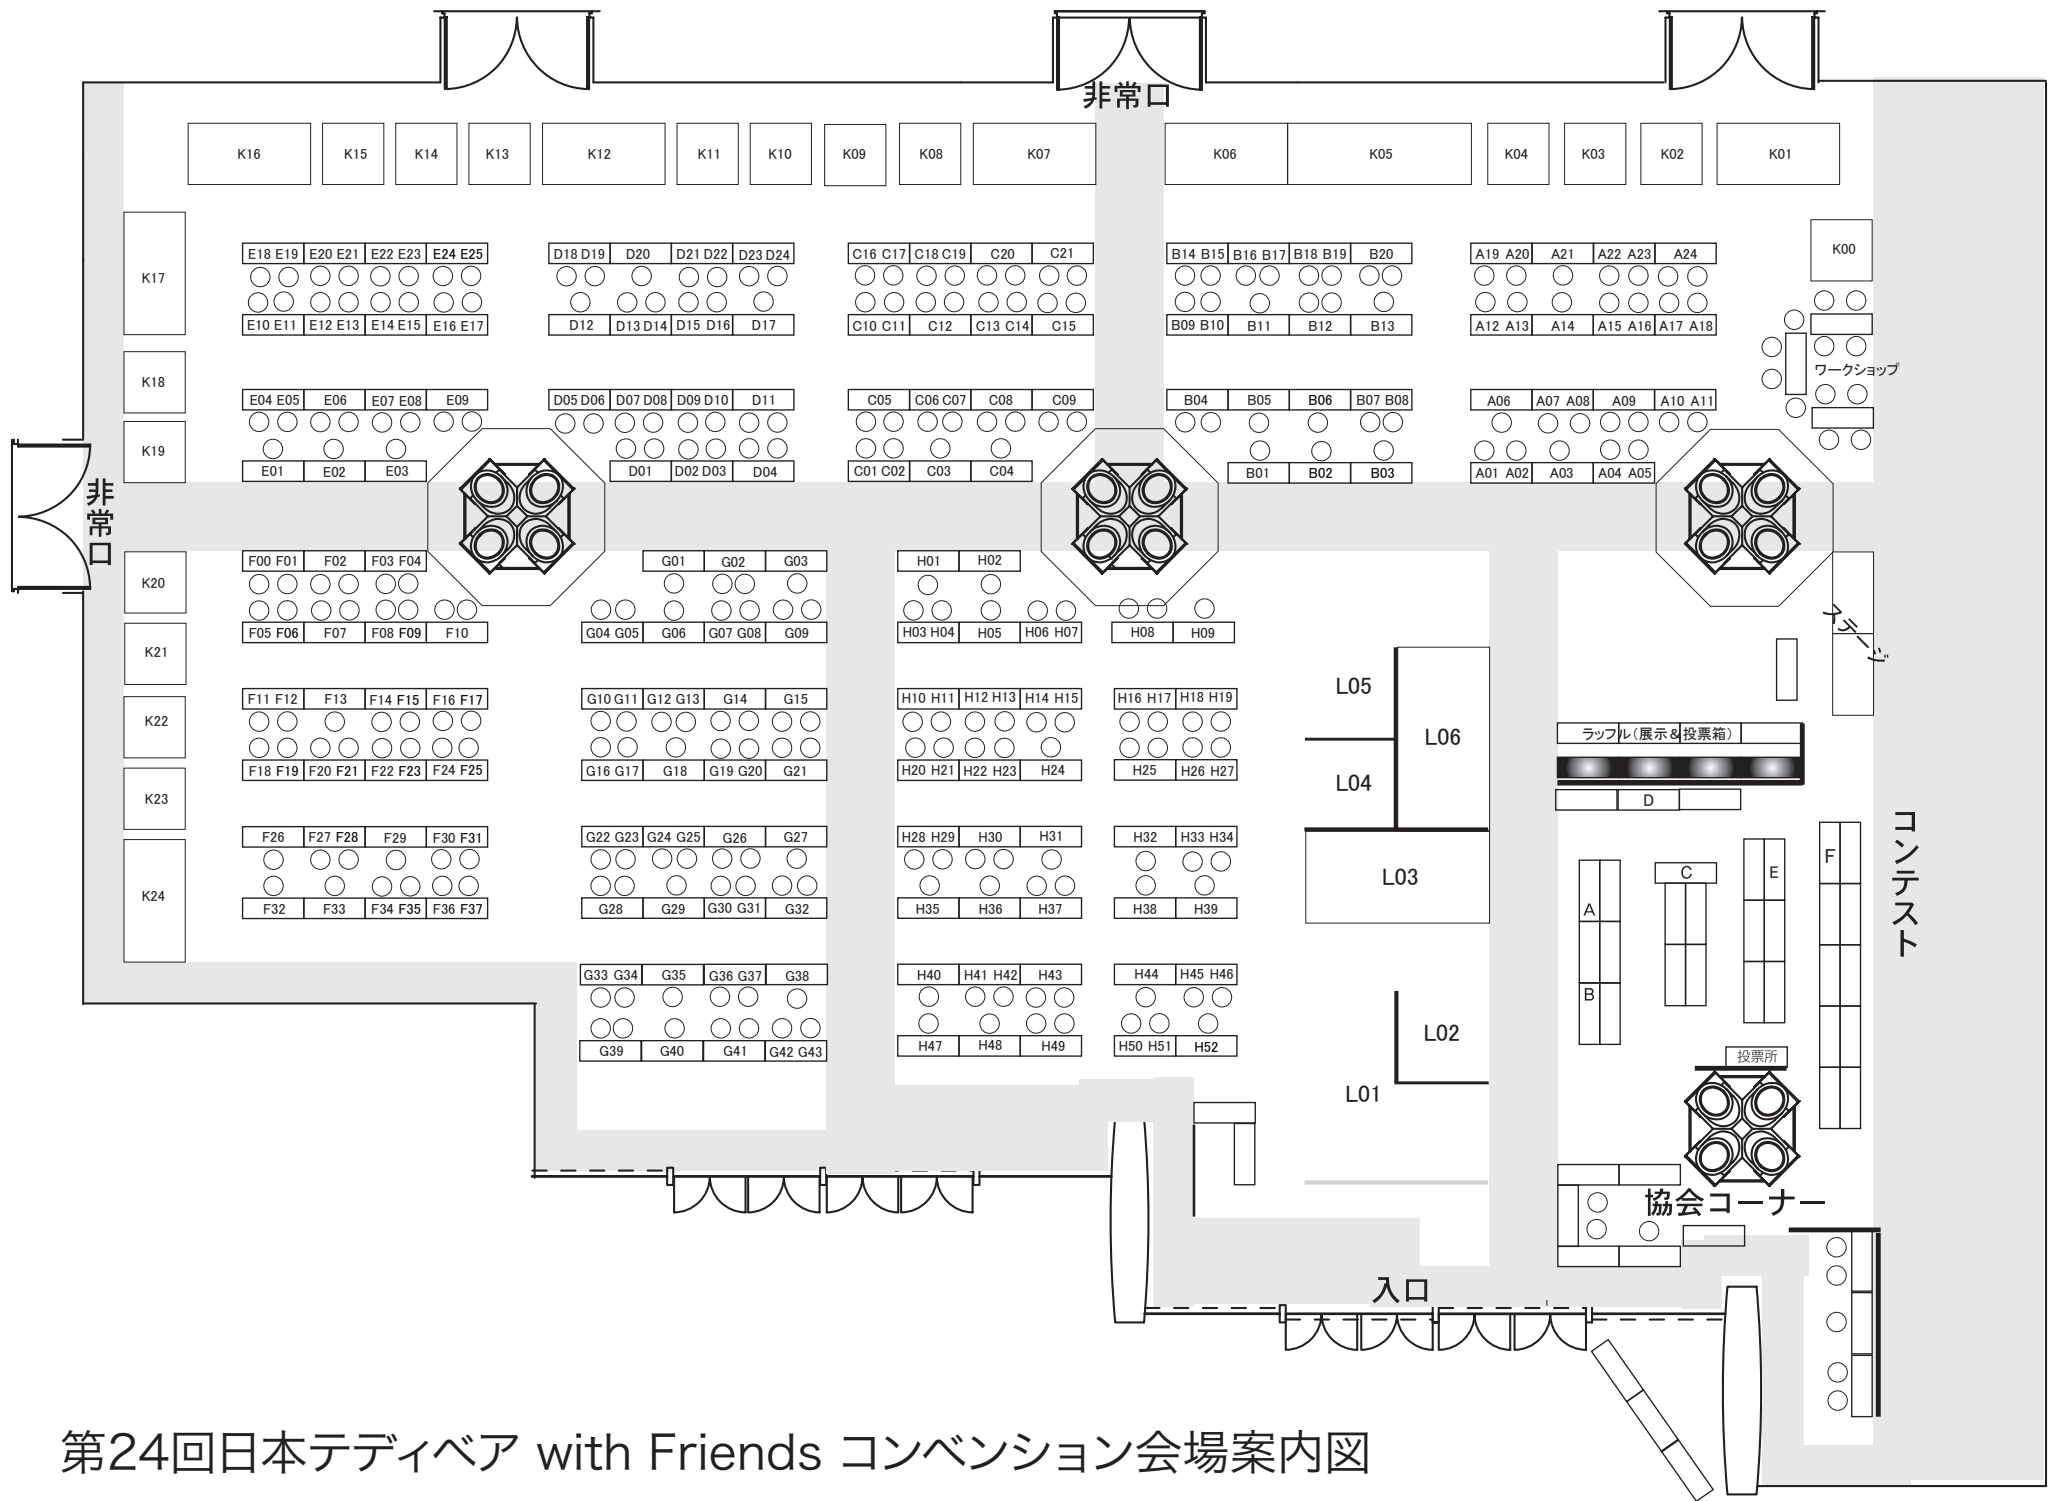 非常口
K16 K15 K14 K13 K12 K11 K10 K09 K08 K07 K06 K05 K04 K03 K02 K01
K17
K00
E18 E19 E20 E21 E22 E23 E24 E25 D18 D19 D20 D21 D22 D23 D24 C16 C17 C18 C19 C20 C21 B14 B15 B16 B17 B18 B19 B20 A19 A20 A21 A22 A23 A24
E10 E11 E12 E13 E14 E15 E16 E17 D12 D13 D14 D15 D16 D17 C10 C11 C12 C13 C14 C15 B09 B10 B11 B12 B13 A12 A13 A14 A15 A16 A17 A18
ワークショップ
K18
E04 E05 E06 E07 E08 E09 D05 D06 D07 D08 D09 D10 D11 C05 C06 C07 C08 C09 B04 B05 B06 B07 B08 A06 A07 A08 A09 A10 A11
K19
E01 E02 E03 D01 D02 D03 D04 C01 C02 C03 C04 B01 B02 B03 A01 A02 A03 A04 A05
非常口
K20
F00 F01 F02 F03 F04 G01 G02 G03 H01 H02
F05 F06 F07 F08 F09 F10 G04 G05 G06 G07 G08 G09 H03 H04 H05 H06 H07 H08 H09
ステージ
K21
L05
L06
L04
K22
F11 F12 F13 F14 F15 F16 F17 G10 G11 G12 G13 G14 G15 H10 H11 H12 H13 H14 H15 H16 H17 H18 H19
ラッフル(展示&投票箱)
F18 F19 F20 F21 F22 F23 F24 F25 G16 G17 G18 G19 G20 G21 H20 H21 H22 H23 H24 H25 H26 H27
K23
D
F26 F27 F28 F29 F30 F31 G22 G23 G24 G25 G26 G27 H28 H29 H30 H31 H32 H33 H34
K24
L03
A
B
C
E
F
コンテスト
F32 F33 F34 F35 F36 F37 G28 G29 G30 G31 G32 H35 H36 H37 H38 H39
G33 G34 G35 G36 G37 G38 H40 H41 H42 H43 H44 H45 H46
G39 G40 G41 G42 G43 H47 H48 H49 H50 H51 H52
L02
L01
投票所
協会コーナー
入口
第24回日本テディベア with Friends コンベンション会場案内図